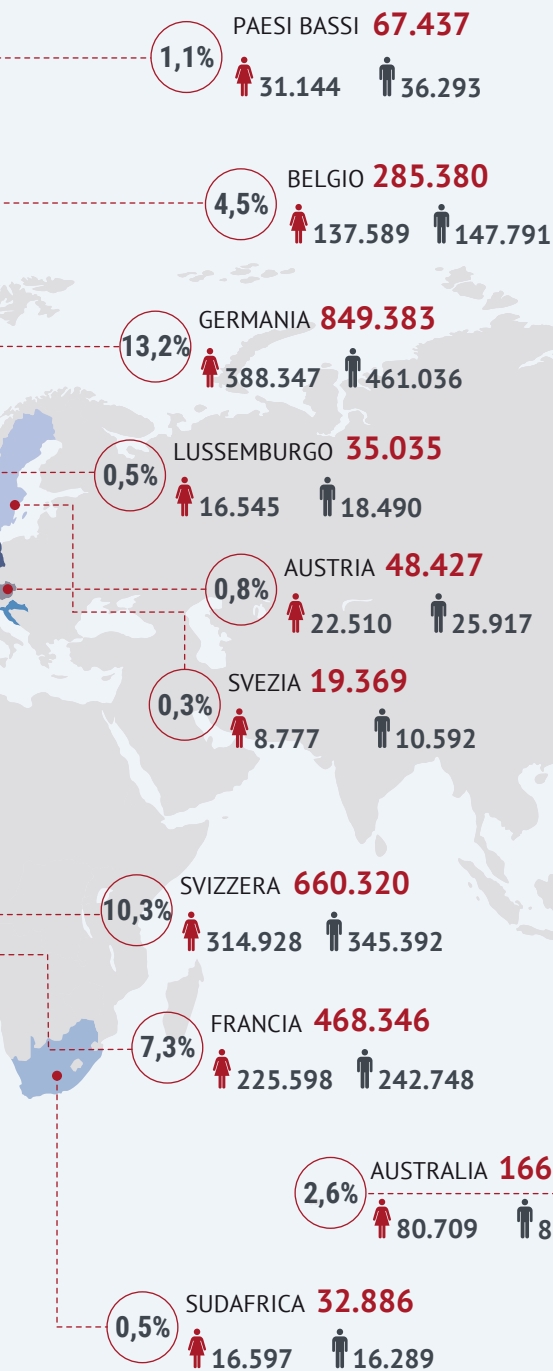 PAESI BASSI 67.437
1,1%
31.144 36.293
BELGIO 285.380
4,5%
137.589 147.791
GERMANIA 849.383
13,2%
388.347 461.036
LUSSEMBURGO 35.035
0,5%
16.545 18.490
AUSTRIA 48.427
0,8%
22.510 25.917
SVEZIA 19.369
0,3%
8.777 10.592
SVIZZERA 660.320
10,3%
314.928 345.392
FRANCIA 468.346
7,3%
225.598 242.748
AUSTRALIA 166
2,6%
80.709 8
SUDAFRICA 32.886
0,5%
16.597 16.289